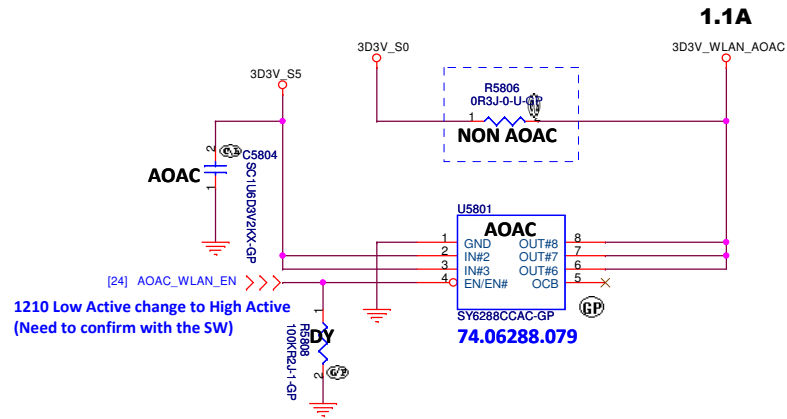 1.1A
3D3V_S0
3D3V_WLAN_AOAC
3D3V_S5
R5806
0R3J-0-U-GP
1
NON AOAC
2
C5804
SC1U6D3V2KX-GP
AOAC
1
U5801
AOAC
1 GND OUT#8 8
2 IN#2 OUT#7 7
3 IN#3 OUT#6 6
4 EN/EN# OCB 5
[24] AOAC_WLAN_EN
1210 Low Active change to High Active
(Need to confirm with the SW)
SY6288CCAC-GP
GP
74.06288.079
R5808
100KR2J-1-GP
DY
2